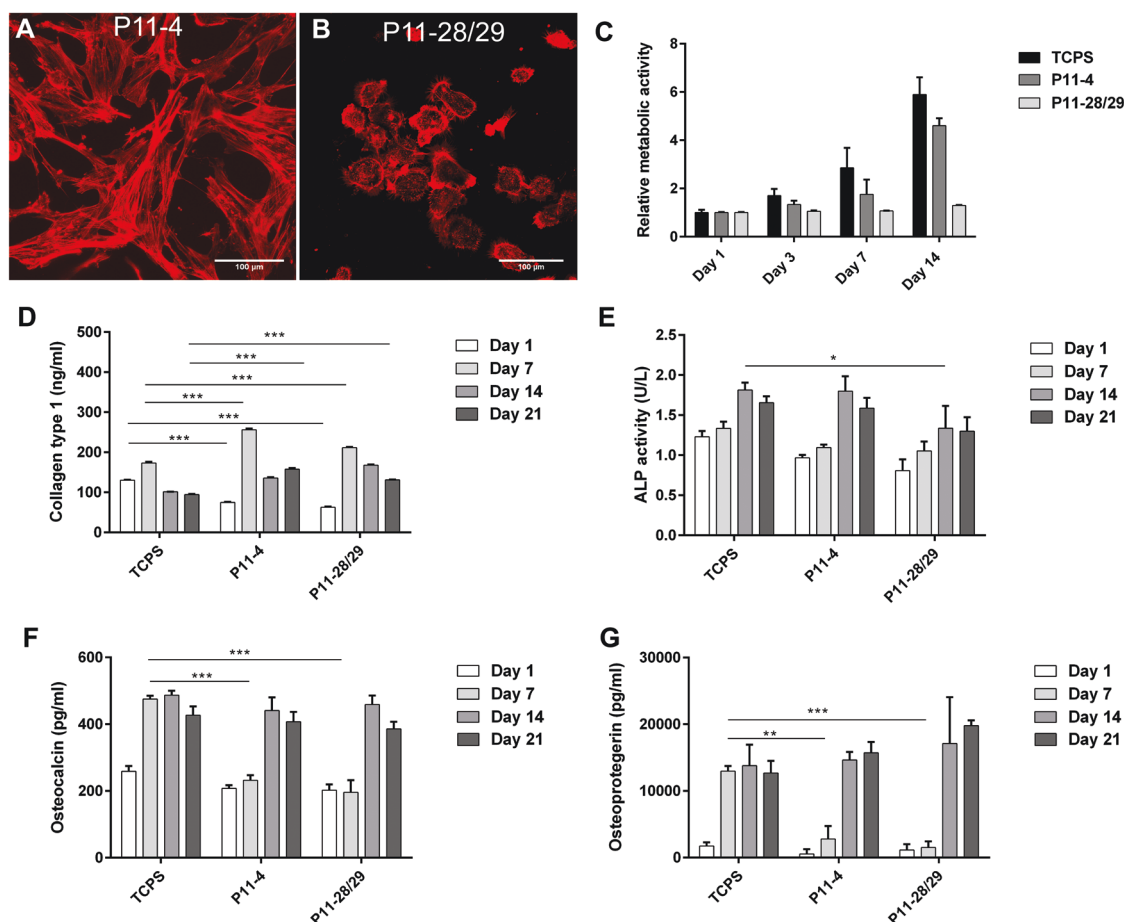 A
P11-4
B
P11-28/29
100 µm
100 µm
C
Relative metabolic activity
8
6
4
2
0
Day 1
Day 3
Day 7
Day 14
TCPS
P11-4
P11-28/29
D
Collagen type 1 (ng/ml)
500
400
300
200
100
0
***
***
***
***
***
***
TCPS
P11-4
P11-28/29
Day 1
Day 7
Day 14
Day 21
E
ALP activity (U/L)
2.5
2.0
1.5
1.0
0.5
0.0
*
TCPS
P11-4
P11-28/29
Day 1
Day 7
Day 14
Day 21
F
Osteocalcin (pg/ml)
600
400
200
0
***
***
TCPS
P11-4
P11-28/29
Day 1
Day 7
Day 14
Day 21
G
Osteoprotegerin (pg/ml)
30000
20000
10000
0
***
**
TCPS
P11-4
P11-28/29
Day 1
Day 7
Day 14
Day 21